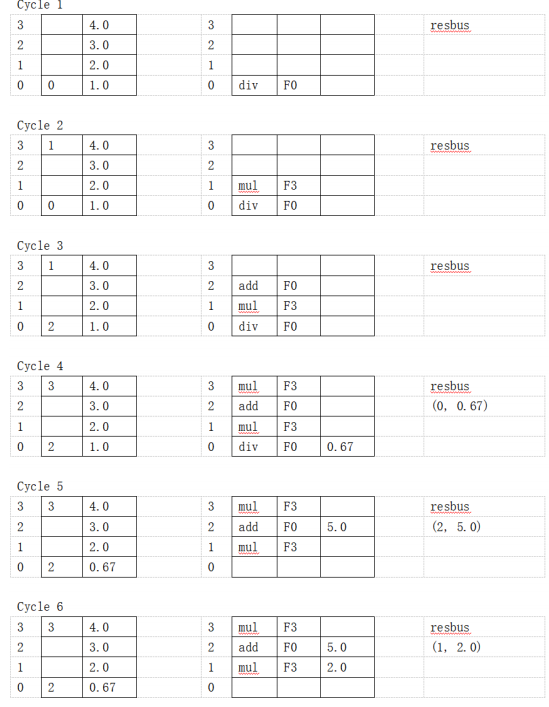 Cycle 1
3 4.0 3 resbus
2 3.0 2
1 2.0 1
0 0 1.0 0 div F0
Cycle 2
3 1 4.0 3 resbus
2 3.0 2
1 2.0 1 mul F3
0 0 1.0 0 div F0
Cycle 3
3 1 4.0 3 resbus
2 3.0 2 add F0
1 2.0 1 mul F3
0 2 1.0 0 div F0
Cycle 4
3 3 4.0 3 mul F3 resbus
2 3.0 2 add F0 (0, 0.67)
1 2.0 1 mul F3
0 2 1.0 0 div F0 0.67
Cycle 5
3 3 4.0 3 mul F3 resbus
2 3.0 2 add F0 5.0 (2, 5.0)
1 2.0 1 mul F3
0 2 0.67 0
Cycle 6
3 3 4.0 3 mul F3 resbus
2 3.0 2 add F0 5.0 (1, 2.0)
1 2.0 1 mul F3 2.0
0 2 0.67 0